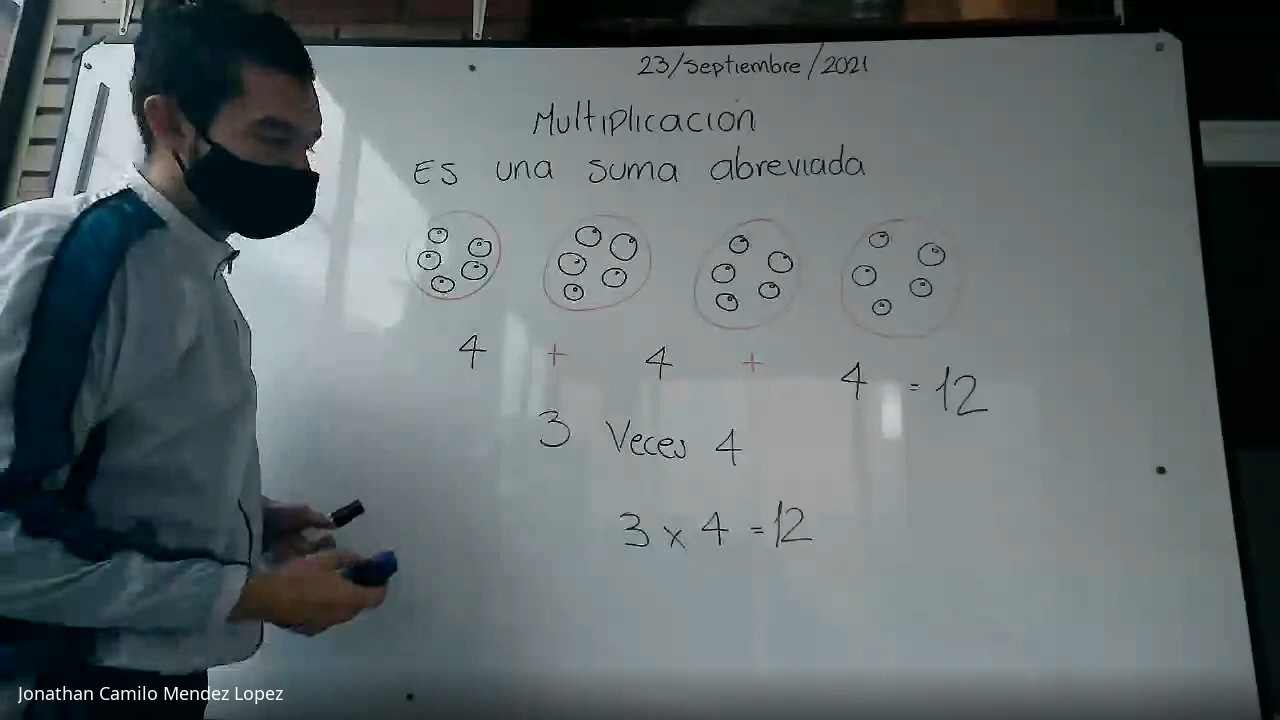 23/Septiembre/2021
Multiplicación
Es una suma abreviada
4 + 4 + 4 = 12
3 Veces 4
3 x 4 = 12
Jonathan Camilo Mendez Lopez